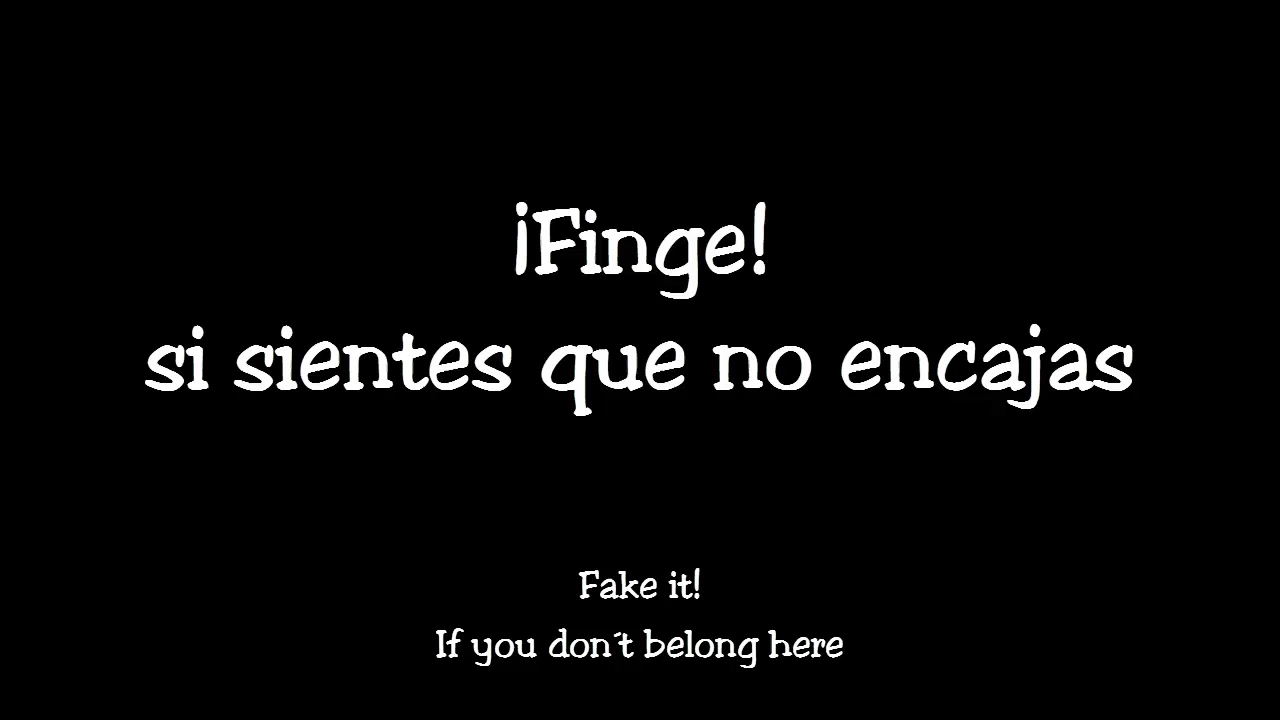 ¡Finge!
si sientes que no encajas
Fake it!
If you don´t belong here